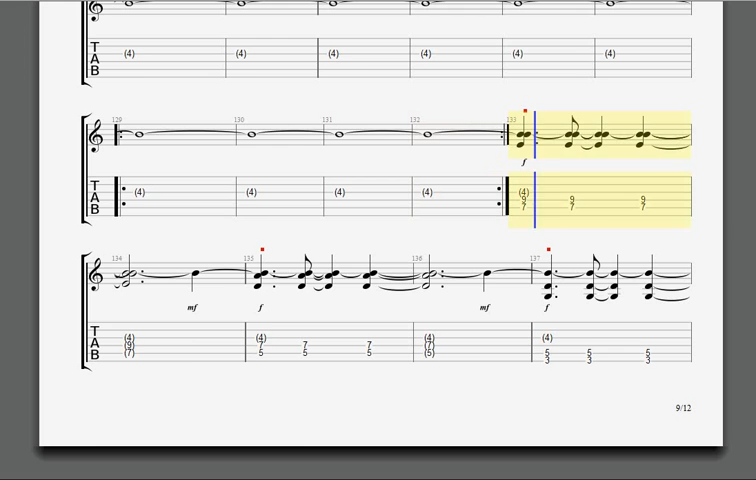 T A B (4) (4) (4) (4) (4) (4)
129 130 131 132 133
f
T A B (4) (4) (4) (4) (4)
9 9 9
7 7 7
134 135 136 137
mf f mf f
T A B (4) (4) (4) (4)
(9) 7 7 7 (7)
(7) 5 5 5 (5) 5 5 5
3 3 3
9/12